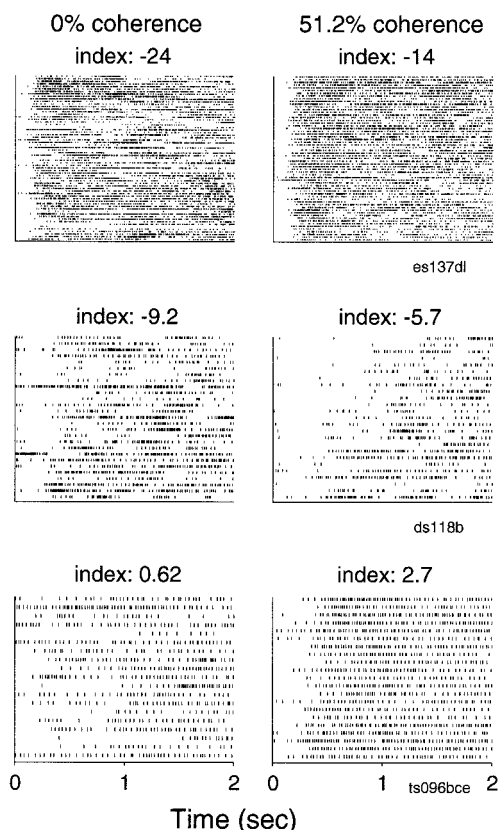 0% coherence 51.2% coherence
index: -24 index: -14
es137dl
index: -9.2 index: -5.7
ds118b
index: 0.62 index: 2.7
ts096bce
0 1 2 0 1 2
Time (sec)